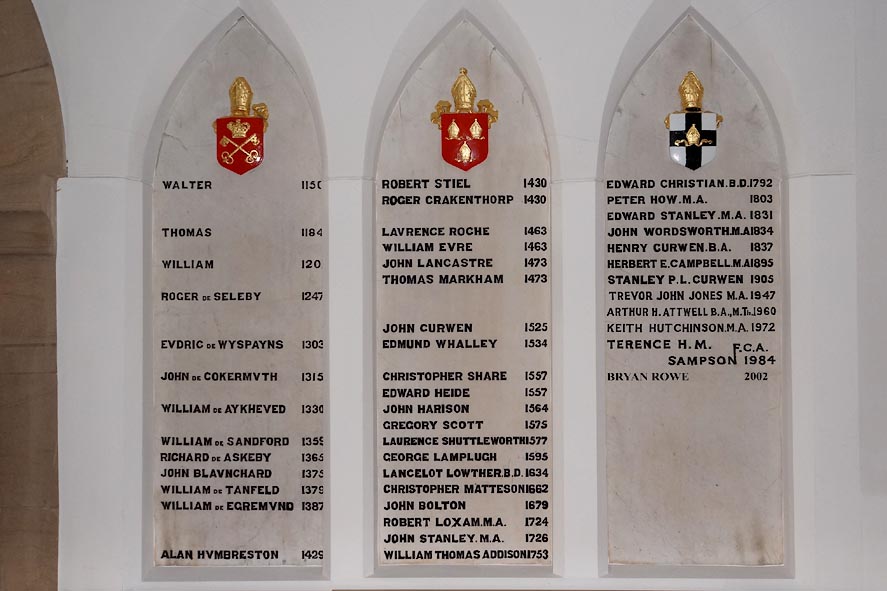 WALTER 1150
THOMAS 1184
WILLIAM 120
ROGER DE SELEBY 1247
EVDRIC DE WYSPAYNS 1303
JOHN DE COKERMVTH 1315
WILLIAM DE AYKHEVED 1330
WILLIAM DE SANDFORD 1359
RICHARD DE ASKEBY 1365
JOHN BLAVNCHARD 1375
WILLIAM DE TANFELD 1379
WILLIAM DE EGREMVND 1387
ALAN HVMBRESTON 1429
ROBERT STIEL 1430
ROGER CRAKENTHORP 1430
LAVRENCE ROCHE 1463
WILLIAM EVRE 1463
JOHN LANCASTRE 1473
THOMAS MARKHAM 1473
JOHN CURWEN 1525
EDMUND WHALLEY 1534
CHRISTOPHER SHARE 1557
EDWARD HEIDE 1557
JOHN HARISON 1564
GREGORY SCOTT 1575
LAURENCE SHUTTLEWORTH 1577
GEORGE LAMPLUGH 1595
LANCELOT LOWTHER.B.D. 1634
CHRISTOPHER MATTESON 1662
JOHN BOLTON 1679
ROBERT LOXAM.M.A. 1724
JOHN STANLEY.M.A. 1726
WILLIAM THOMAS ADDISON 1753
EDWARD CHRISTIAN.B.D. 1792
PETER HOW.M.A. 1803
EDWARD STANLEY.M.A. 1831
JOHN WORDSWORTH.M.A 1834
HENRY CURWEN.B.A. 1837
HERBERT E.CAMPBELL.M.A 1895
STANLEY P.L.CURWEN 1905
TREVOR JOHN JONES M.A. 1947
ARTHUR H.ATTWELL B.A.,M.Th. 1960
KEITH HUTCHINSON.M.A. 1972
TERENCE H.M. F.C.A.
SAMPSON 1984
BRYAN ROWE 2002